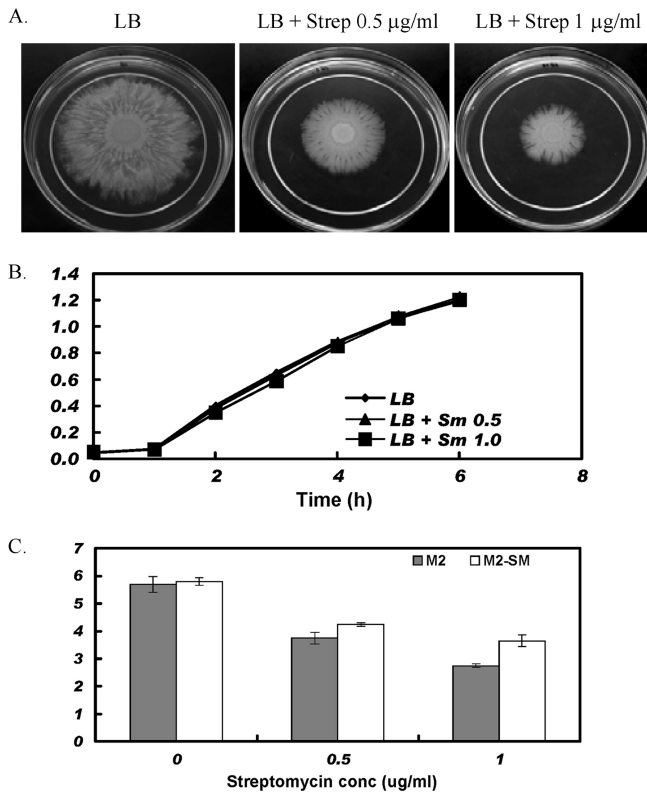 A.
LB
LB + Strep 0.5 µg/ml
LB + Strep 1 µg/ml
B.
1.4
1.2
1.0
0.8
0.6
0.4
0.2
0.0
0
2
4
6
8
LB
LB + Sm 0.5
LB + Sm 1.0
Time (h)
C.
7
6
5
4
3
2
1
0
M2
M2-SM
0
0.5
1
Streptomycin conc (ug/ml)